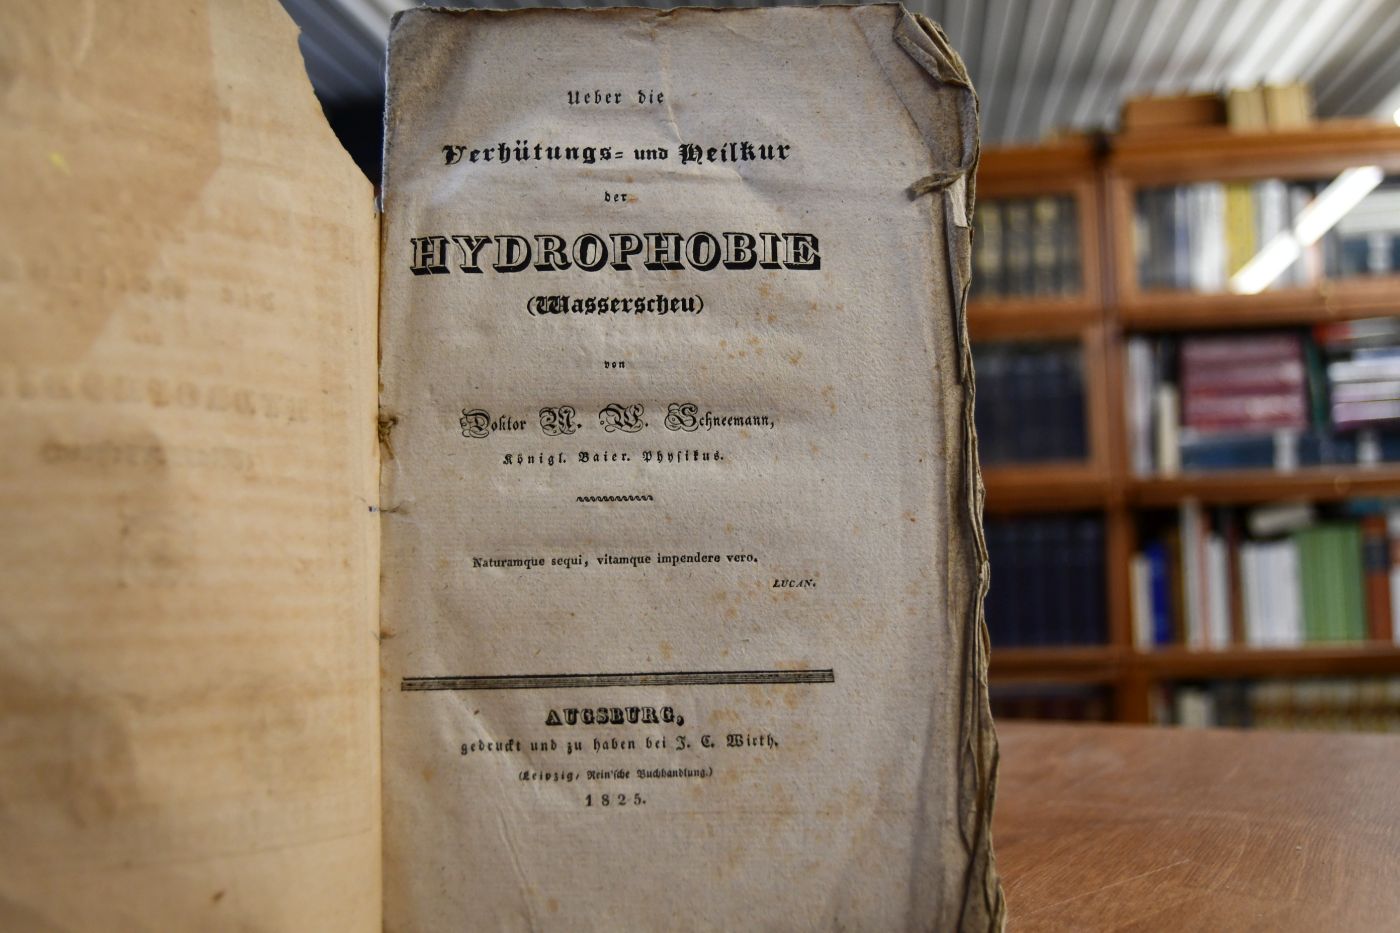 Ueber die
Verhütungs- und Heilkur
der
HYDROPHOBIE
(Wasserscheu)
von
Doktor M. W. Schneemann,
Königl. Baier. Physikus.
Naturamque sequi, vitamque impendere vero.
LUCAN.
AUGSBURG,
gedruckt und zu haben bei J. C. Wirth.
(Leipzig, Rein'sche Buchhandlung.)
1825.